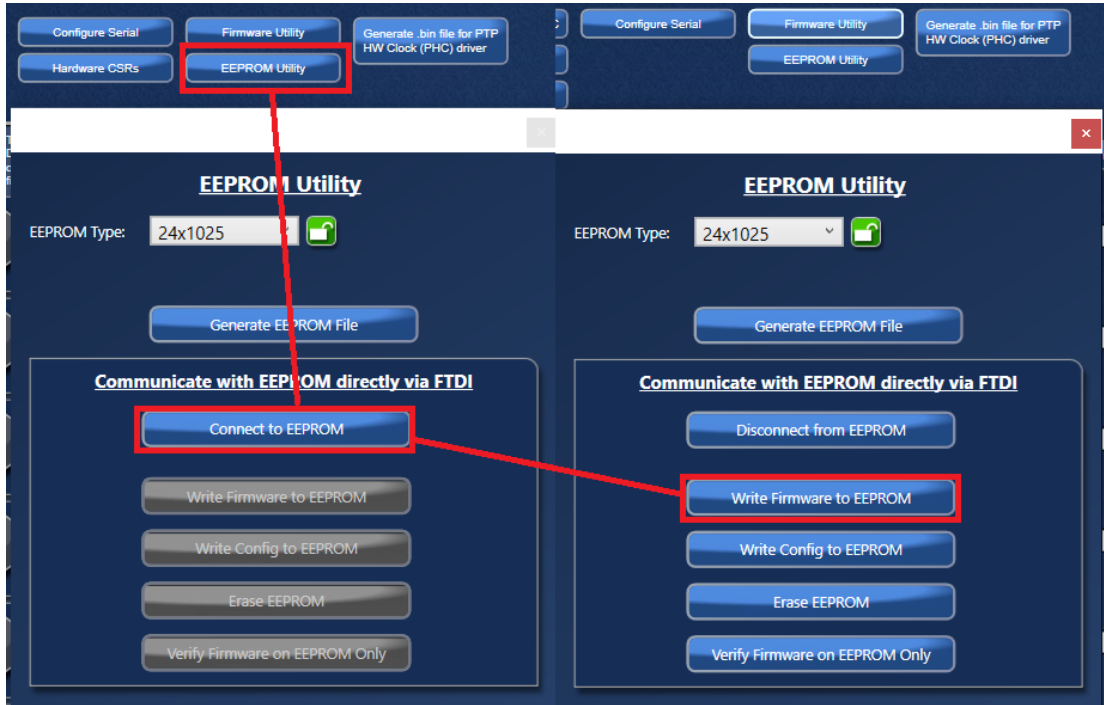 Configure Serial
Firmware Utility
Generate .bin file for PTP
HW Clock (PHC) driver
Hardware CSRs
EEPROM Utility
EEPROM Utility
EEPROM Type:
24x1025
Generate EEPROM File
Communicate with EEPROM directly via FTDI
Connect to EEPROM
Write Firmware to EEPROM
Write Config to EEPROM
Erase EEPROM
Verify Firmware on EEPROM Only
Configure Serial
Firmware Utility
Generate .bin file for PTP
HW Clock (PHC) driver
EEPROM Utility
EEPROM Utility
EEPROM Type:
24x1025
Generate EEPROM File
Communicate with EEPROM directly via FTDI
Disconnect from EEPROM
Write Firmware to EEPROM
Write Config to EEPROM
Erase EEPROM
Verify Firmware on EEPROM Only